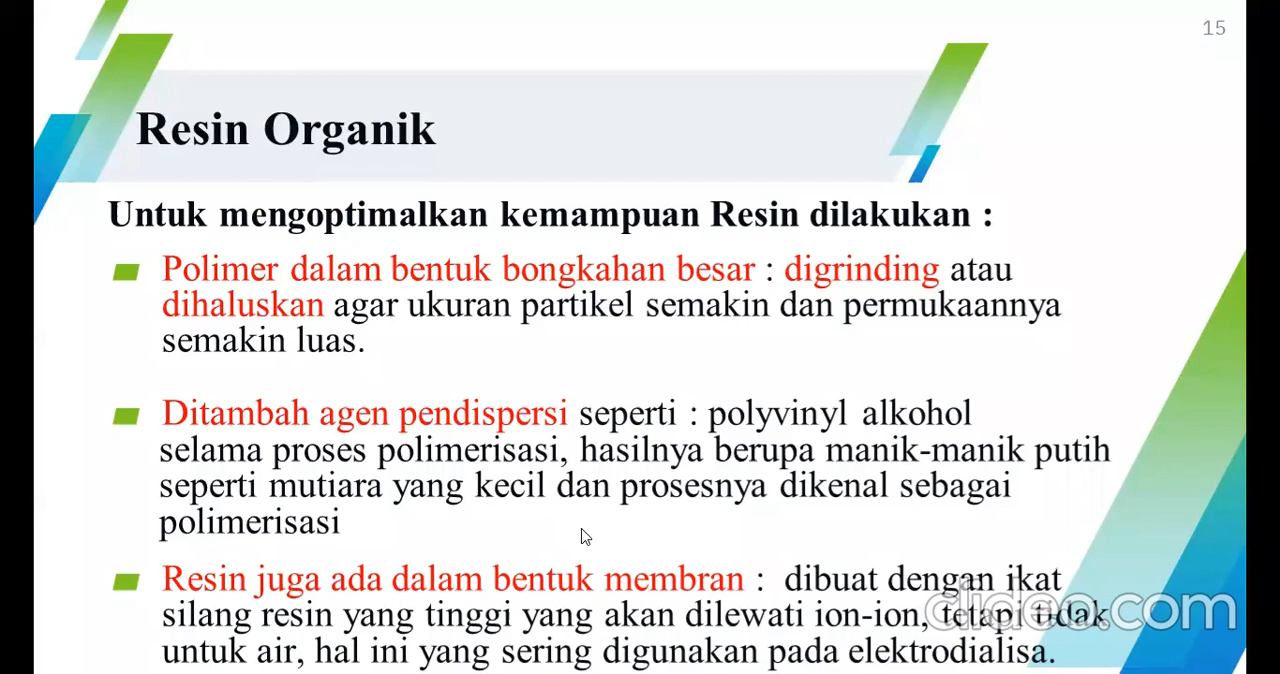 15
Resin Organik
Untuk mengoptimalkan kemampuan Resin dilakukan :
Polimer dalam bentuk bongkahan besar : digrinding atau
dihaluskan agar ukuran partikel semakin dan permukaannya
semakin luas.
Ditambah agen pendispersi seperti : polyvinyl alkohol
selama proses polimerisasi, hasilnya berupa manik-manik putih
seperti mutiara yang kecil dan prosesnya dikenal sebagai
polimerisasi
Resin juga ada dalam bentuk membran : dibuat dengan ikat
silang resin yang tinggi yang akan dilewati ion-ion, tetapi tidak
untuk air, hal ini yang sering digunakan pada elektrodialisa.
clideo.com